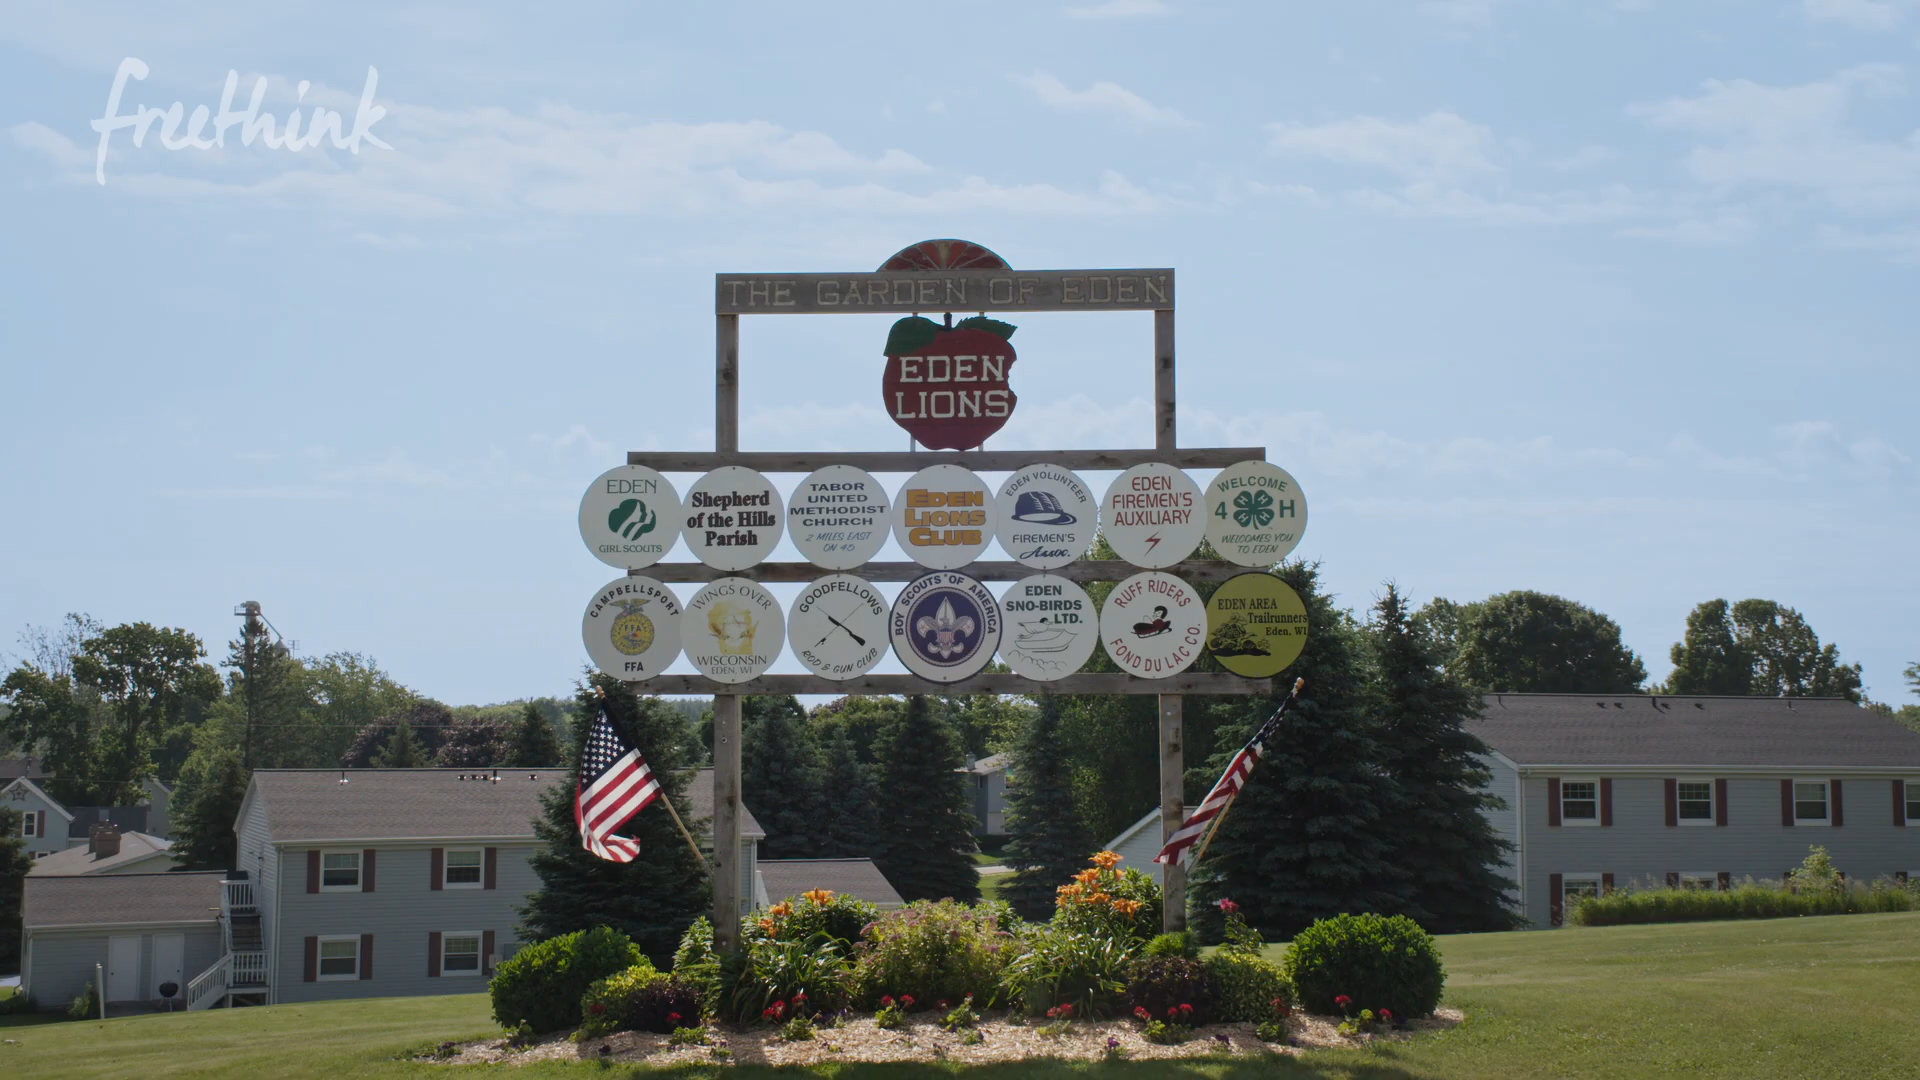 freethink
THE GARDEN OF EDEN
EDEN
LIONS
EDEN
GIRL SCOUTS
Shepherd
of the Hills
Parish
TABOR
UNITED
METHODIST
CHURCH
2 MILES EAST
ON 45
EDEN
LIONS
CLUB
EDEN VOLUNTEER
FIREMEN'S
Assoc.
EDEN
FIREMEN'S
AUXILIARY
WELCOME
4 H
H H H H
WELCOMES YOU
TO EDEN
CAMPBELLSPORT
FFA
FFA
WINGS OVER
WISCONSIN
EDEN, WI
GOODFELLOWS
ROD & GUN CLUB
BOY SCOUTS OF AMERICA
EDEN
SNO-BIRDS
LTD.
RUFF RIDERS
FOND DU LAC CO.
EDEN AREA
Trailrunners
Eden, WI